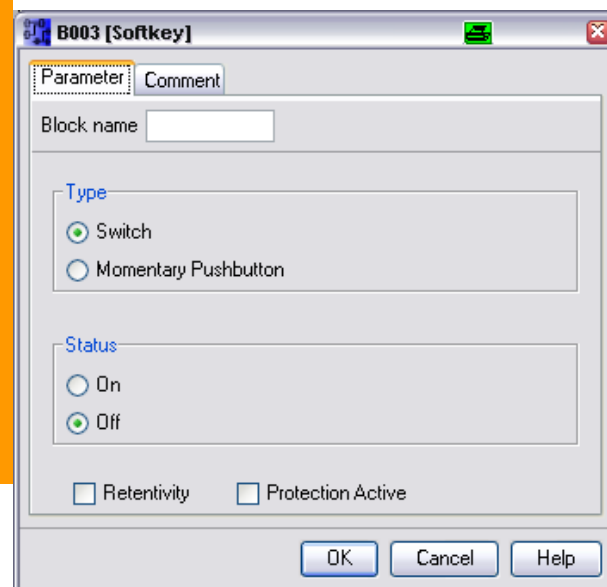 B003 [Softkey]
Parameter Comment
Block name
Type
Switch
Momentary Pushbutton
Status
On
Off
Retentivity Protection Active
OK Cancel Help